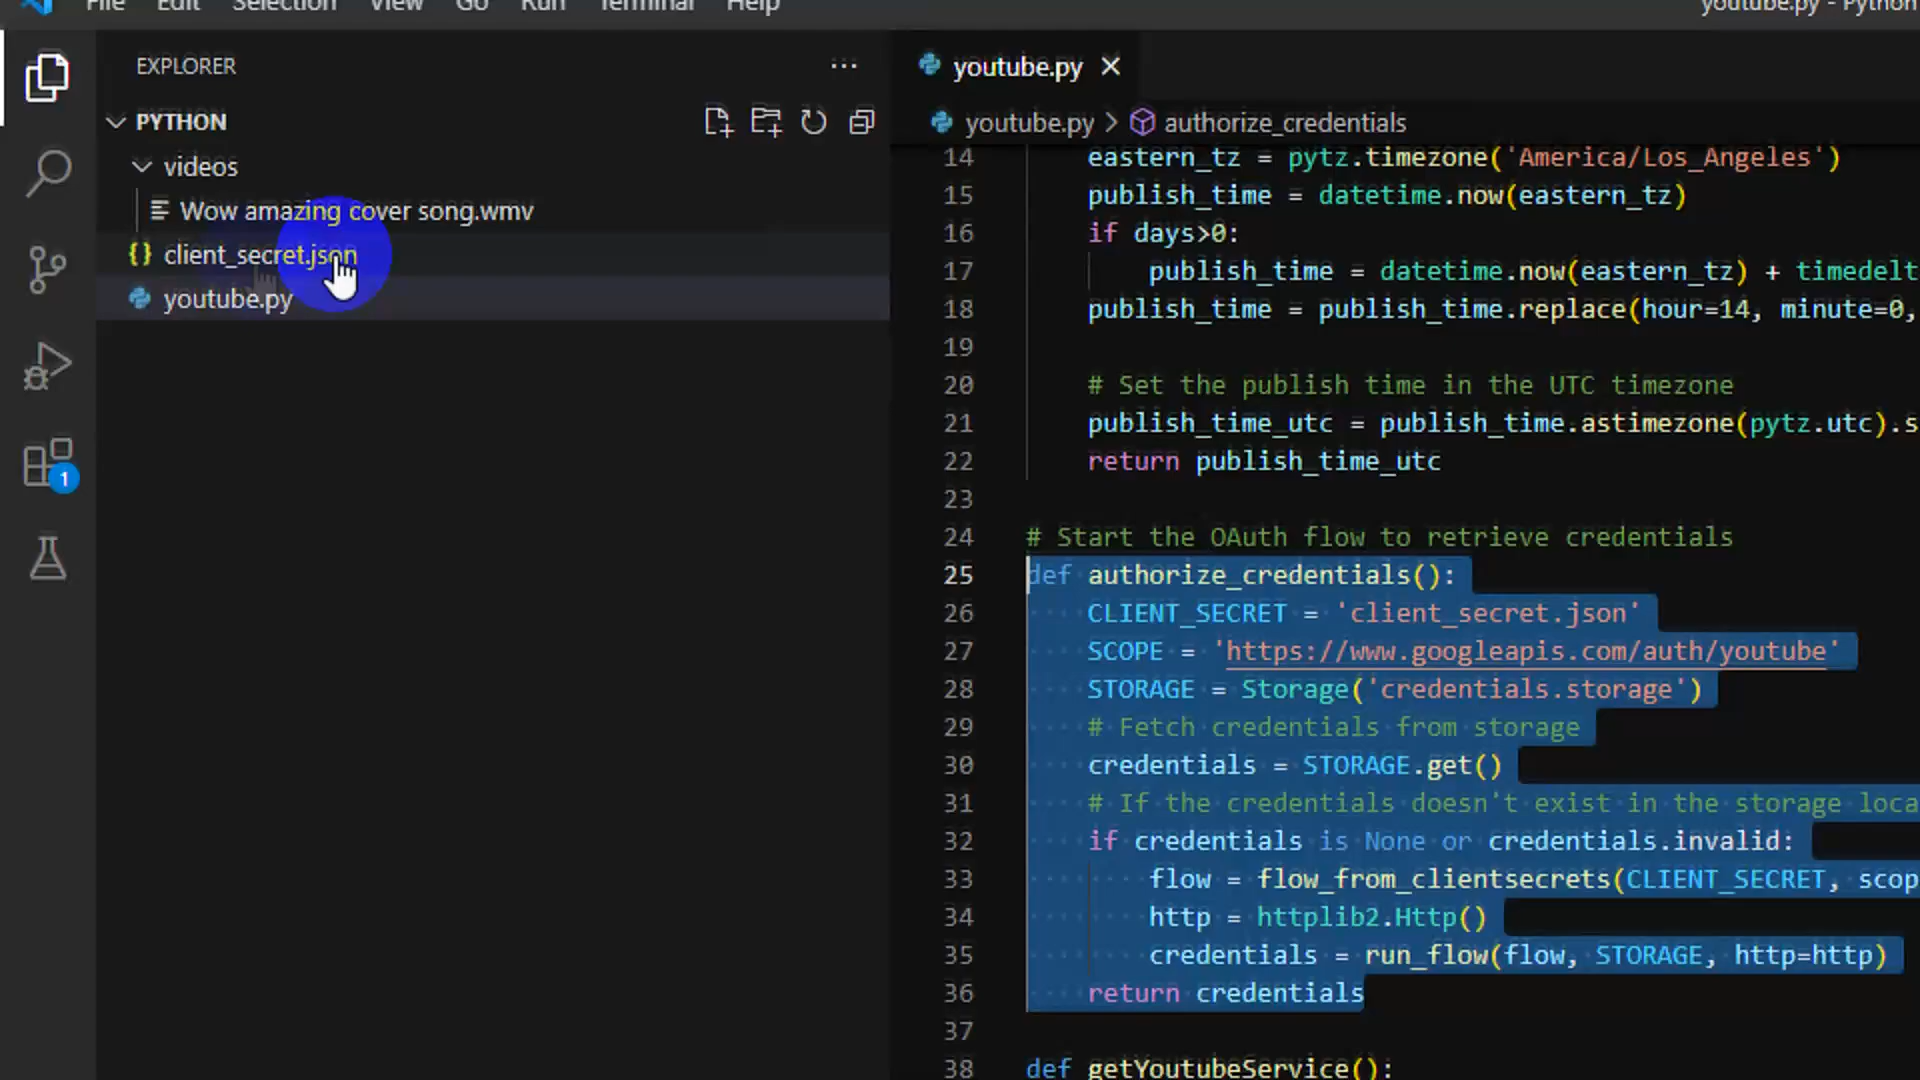 File Edit Selection View Go Run Terminal Help
youtube.py - Python
EXPLORER
PYTHON
videos
Wow amazing cover song.wmv
{} client_secret.json
youtube.py
1
youtube.py
youtube.py > authorize_credentials
14 eastern_tz = pytz.timezone('America/Los_Angeles')
15 publish_time = datetime.now(eastern_tz)
16 if days>0:
17 publish_time = datetime.now(eastern_tz) + timedelt
18 publish_time = publish_time.replace(hour=14, minute=0,
19
20 # Set the publish time in the UTC timezone
21 publish_time_utc = publish_time.astimezone(pytz.utc).s
22 return publish_time_utc
23
24 # Start the OAuth flow to retrieve credentials
25 def authorize_credentials():
26 CLIENT_SECRET = 'client_secret.json'
27 SCOPE = 'https://www.googleapis.com/auth/youtube'
28 STORAGE = Storage('credentials.storage')
29 # Fetch credentials from storage
30 credentials = STORAGE.get()
31 # If the credentials doesn't exist in the storage loca
32 if credentials is None or credentials.invalid:
33 flow = flow_from_clientsecrets(CLIENT_SECRET, scop
34 http = httplib2.Http()
35 credentials = run_flow(flow, STORAGE, http=http)
36 return credentials
37
38 def getYoutubeService():